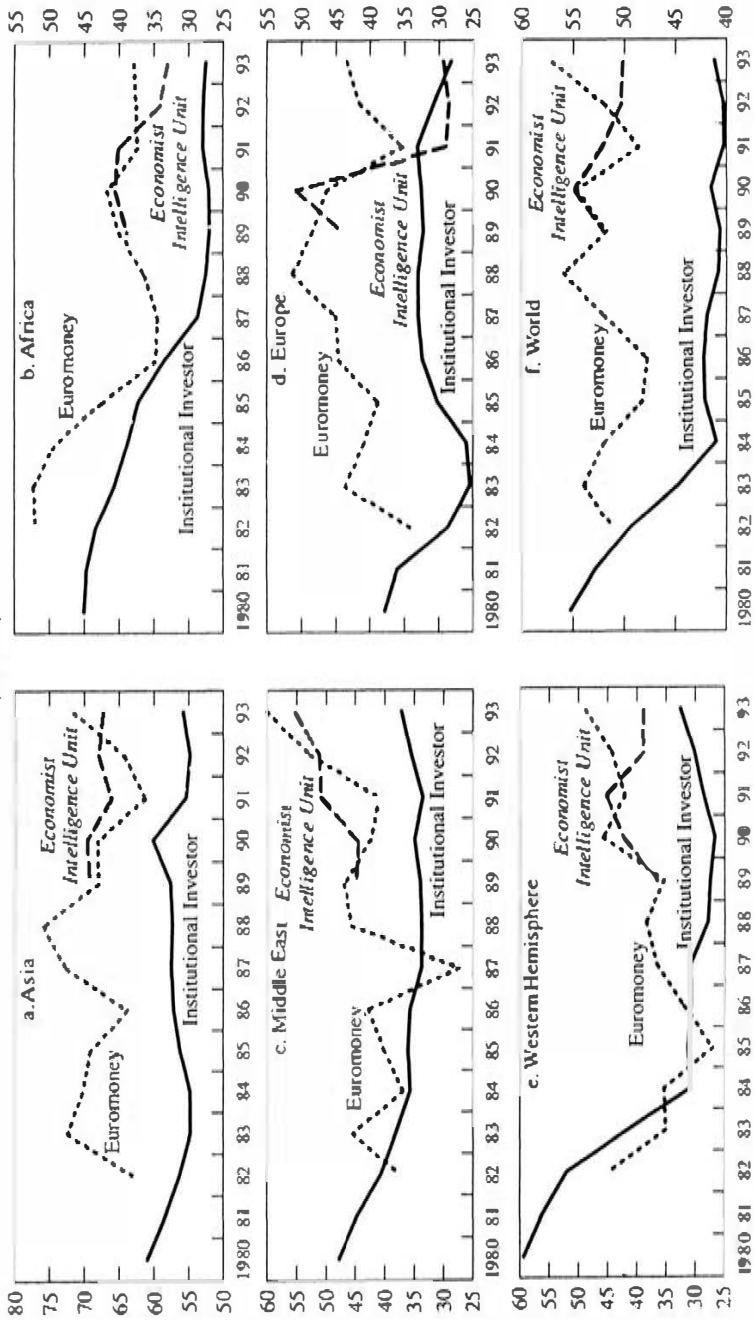 a. Asia
80
75
70
65
60
55
50
Euromoney
Economist
Intelligence Unit
Institutional Investor
1980 81 82 83 84 85 86 87 88 89 90 91 92 93
b. Africa
55
50
45
40
35
30
25
Euromoney
Economist
Intelligence Unit
Institutional Investor
1980 81 82 83 84 85 86 87 88 89 90 91 92 93
c. Middle East
60
55
50
45
40
35
30
25
Economist
Intelligence Unit
Euromoney
Institutional Investor
1980 81 82 83 84 85 86 87 88 89 90 91 92 93
d. Europe
60
55
50
45
40
35
30
25
Euromoney
Economist
Intelligence Unit
Institutional Investor
1980 81 82 83 84 85 86 87 88 89 90 91 92 93
e. Western Hemisphere
60
55
50
45
40
35
30
25
Economist
Intelligence Unit
Euromoney
Institutional Investor
1980 81 82 83 84 85 86 87 88 89 90 91 92 93
f. World
60
55
50
45
40
Economist
Intelligence Unit
Euromoney
Institutional Investor
1980 81 82 83 84 85 86 87 88 89 90 91 92 93